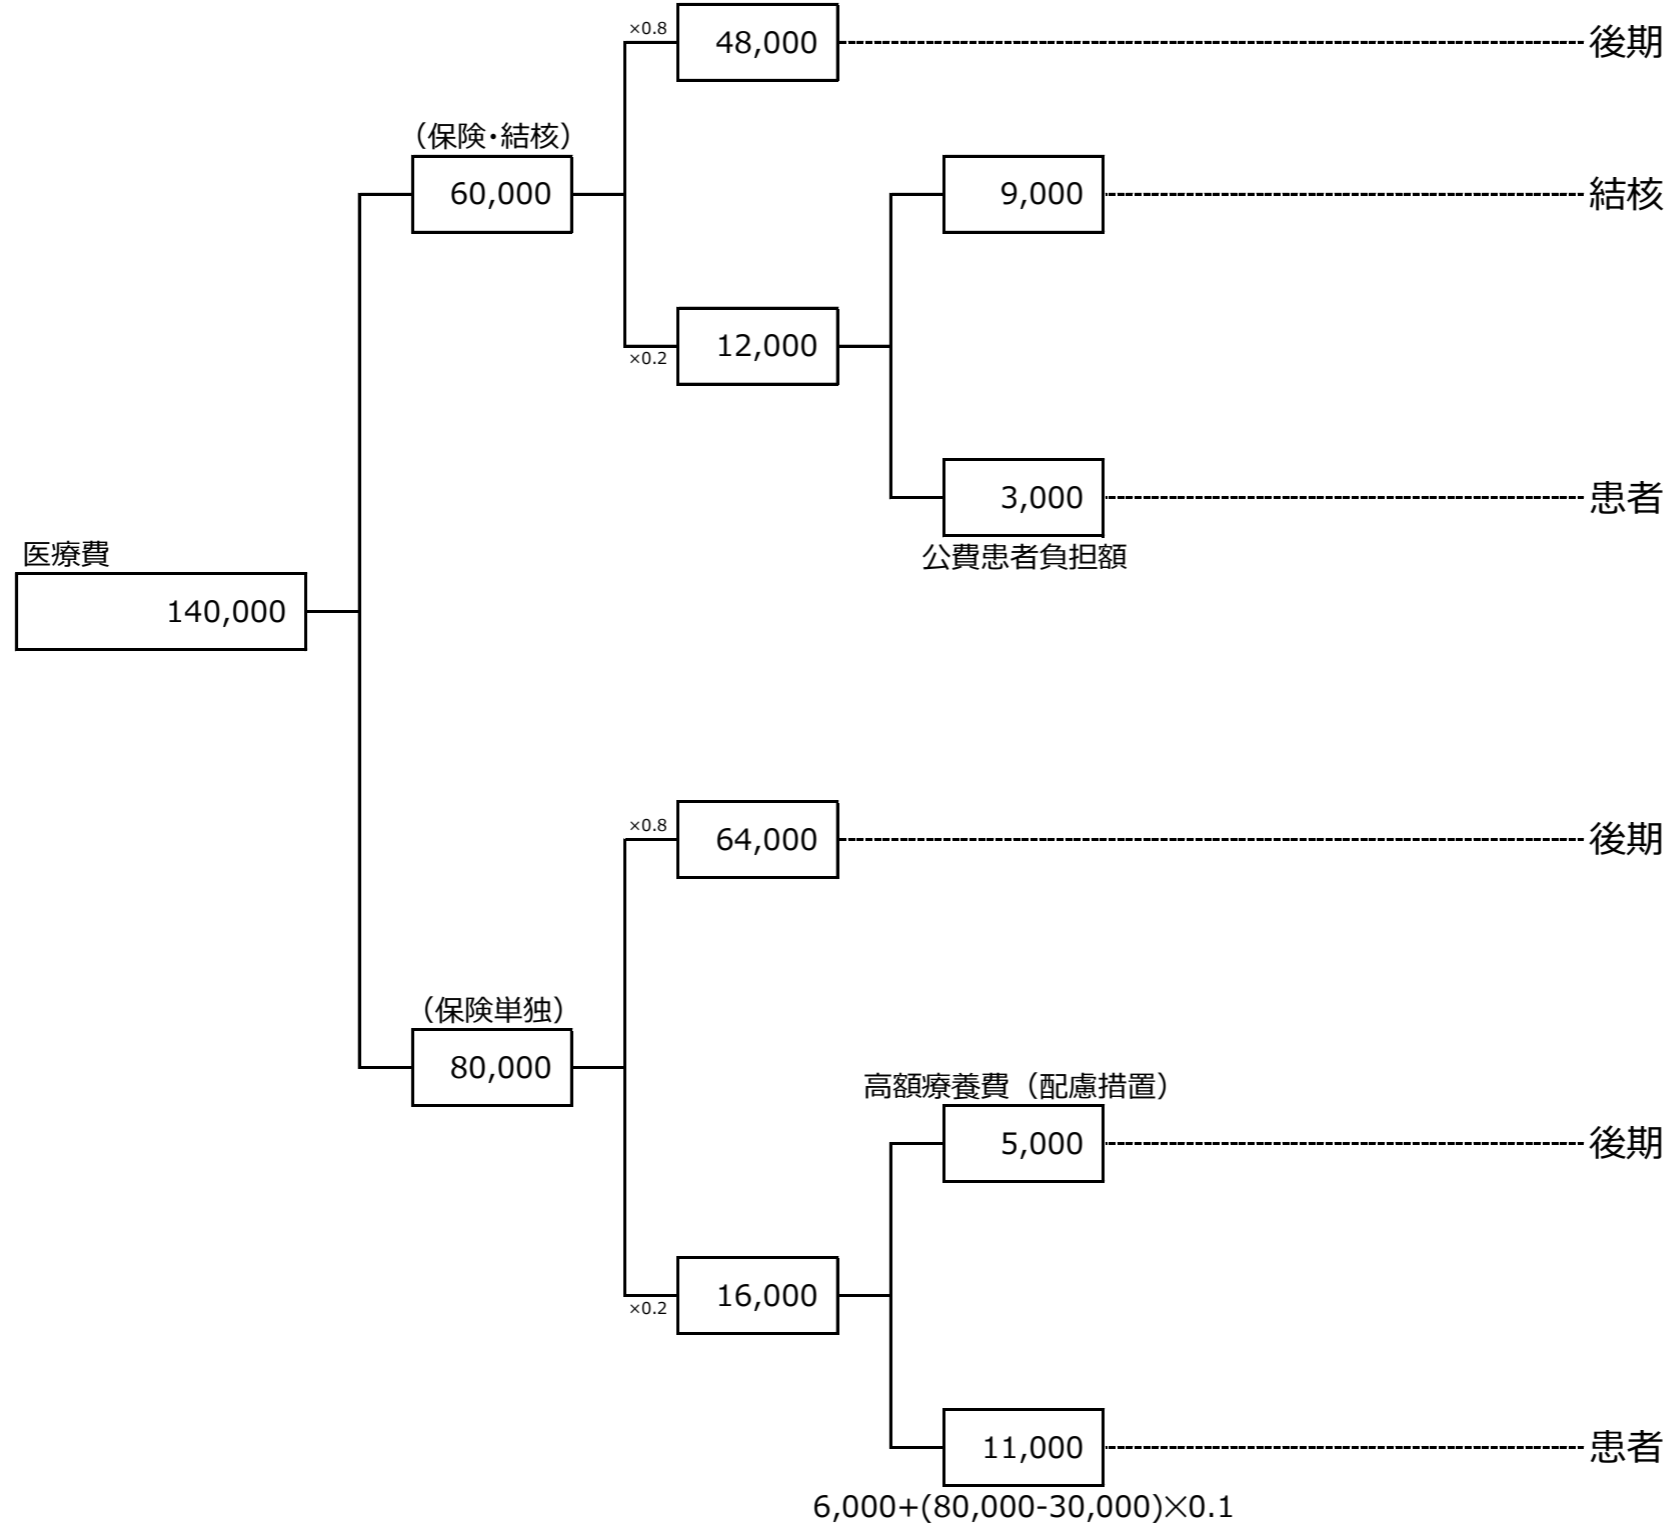 ×0.8
48,000
後期
（保険･結核）
60,000
9,000
結核
×0.2
12,000
3,000
患者
公費患者負担額
医療費
140,000
×0.8
64,000
後期
（保険単独）
80,000
高額療養費（配慮措置）
5,000
後期
×0.2
16,000
11,000
患者
6,000+(80,000-30,000)×0.1